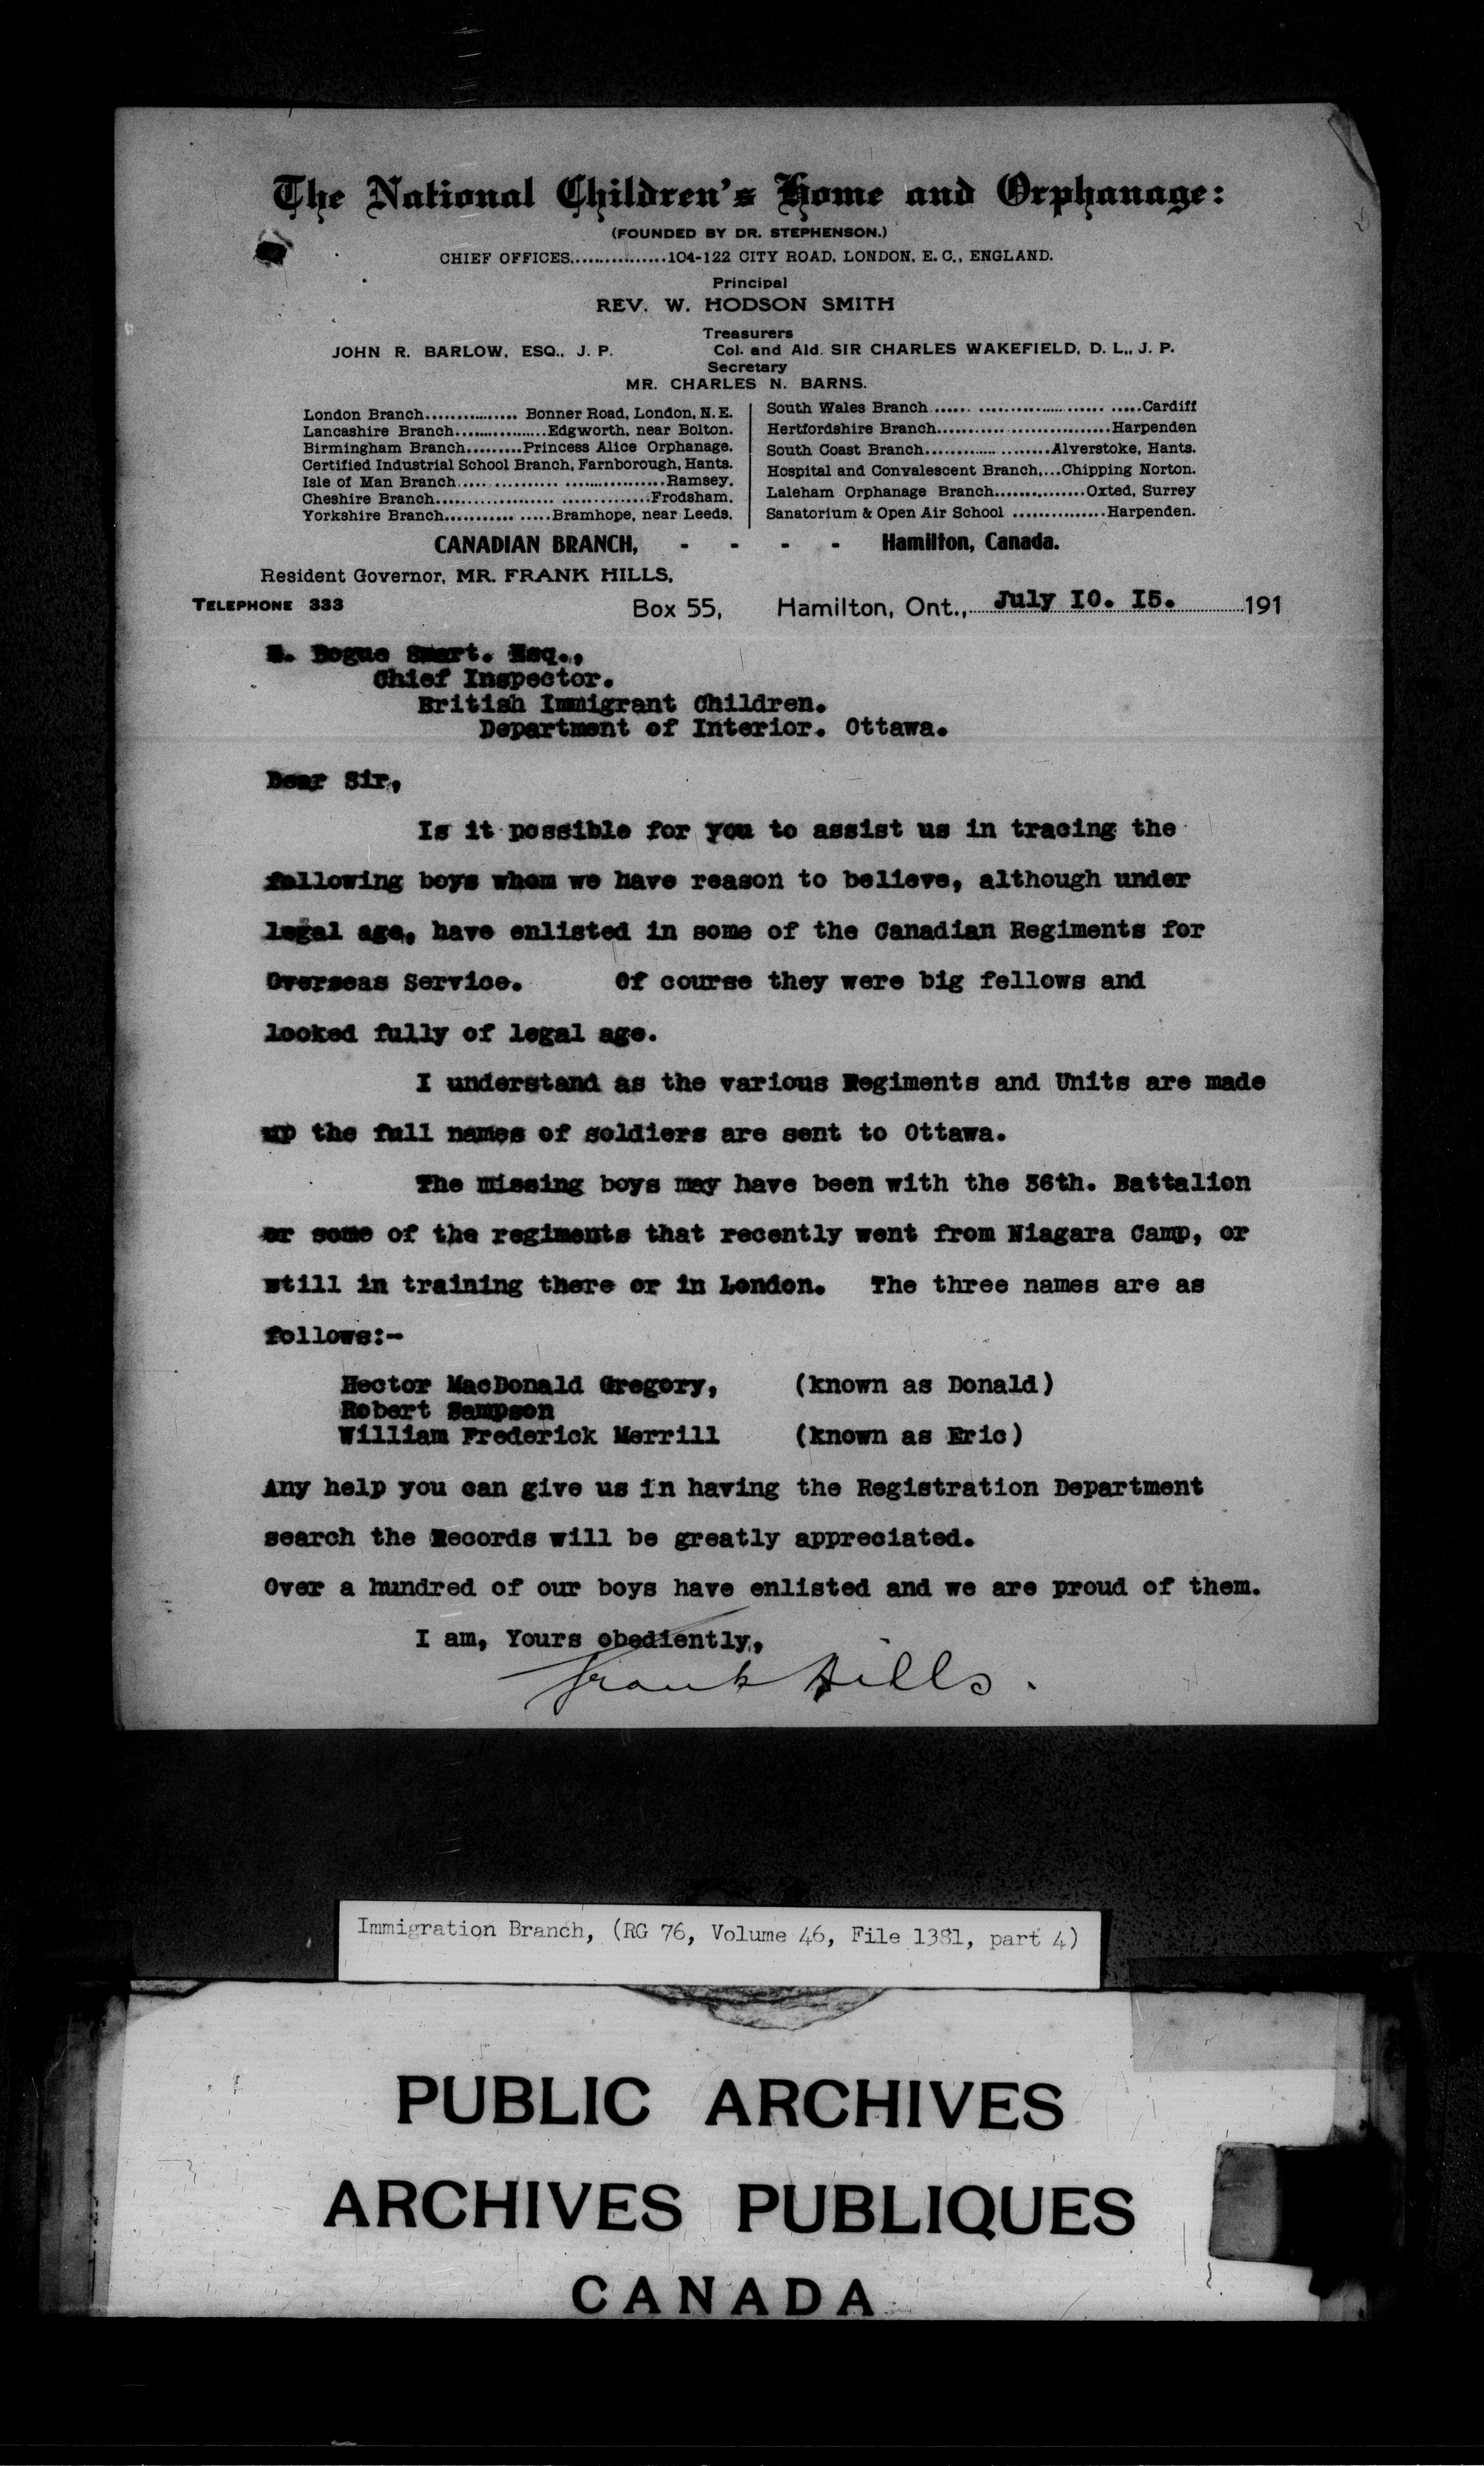 The National Children's Home and Orphanage:
(FOUNDED BY DR. STEPHENSON.)
CHIEF OFFICES................104-122 CITY ROAD, LONDON, E. C., ENGLAND.
Principal
REV. W. HODSON SMITH
Treasurers
JOHN R. BARLOW, ESQ., J. P. Col. and Ald. SIR CHARLES WAKEFIELD, D. L., J. P.
Secretary
MR. CHARLES N. BARNS.
London Branch................ Bonner Road, London, N. E.
Lancashire Branch.................Edgworth, near Bolton.
Birmingham Branch.........Princess Alice Orphanage.
Certified Industrial School Branch, Farnborough, Hants.
Isle of Man Branch.................................Ramsey.
Cheshire Branch.................................Frodsham.
Yorkshire Branch................Bramhope, near Leeds.
South Wales Branch.................................Cardiff
Hertfordshire Branch...............................Harpenden
South Coast Branch.....................Alverstoke, Hants.
Hospital and Convalescent Branch,...Chipping Norton.
Laleham Orphanage Branch...............Oxted, Surrey
Sanatorium & Open Air School ...............Harpenden.
CANADIAN BRANCH, - - - - Hamilton, Canada.
Resident Governor, MR. FRANK HILLS,
TELEPHONE 333 Box 55, Hamilton, Ont., July 10. 15. 191
G. Bogue Smart. Esq.,
Chief Inspector.
British Immigrant Children.
Department of Interior. Ottawa.
Dear Sir,
Is it possible for you to assist us in tracing the
following boys whom we have reason to believe, although under
legal age, have enlisted in some of the Canadian Regiments for
Overseas Service. Of course they were big fellows and
looked fully of legal age.
I understand as the various Regiments and Units are made
up the full names of soldiers are sent to Ottawa.
The missing boys may have been with the 36th. Battalion
or some of the regiments that recently went from Niagara Camp, or
still in training there or in London. The three names are as
follows:-
Hector MacDonald Gregory, (known as Donald)
Robert Sampson
William Frederick Merrill (known as Eric)
Any help you can give us in having the Registration Department
search the Records will be greatly appreciated.
Over a hundred of our boys have enlisted and we are proud of them.
I am, Yours obediently,
Frank Hills.
Immigration Branch, (RG 76, Volume 46, File 1381, part 4)
PUBLIC ARCHIVES
ARCHIVES PUBLIQUES
CANADA